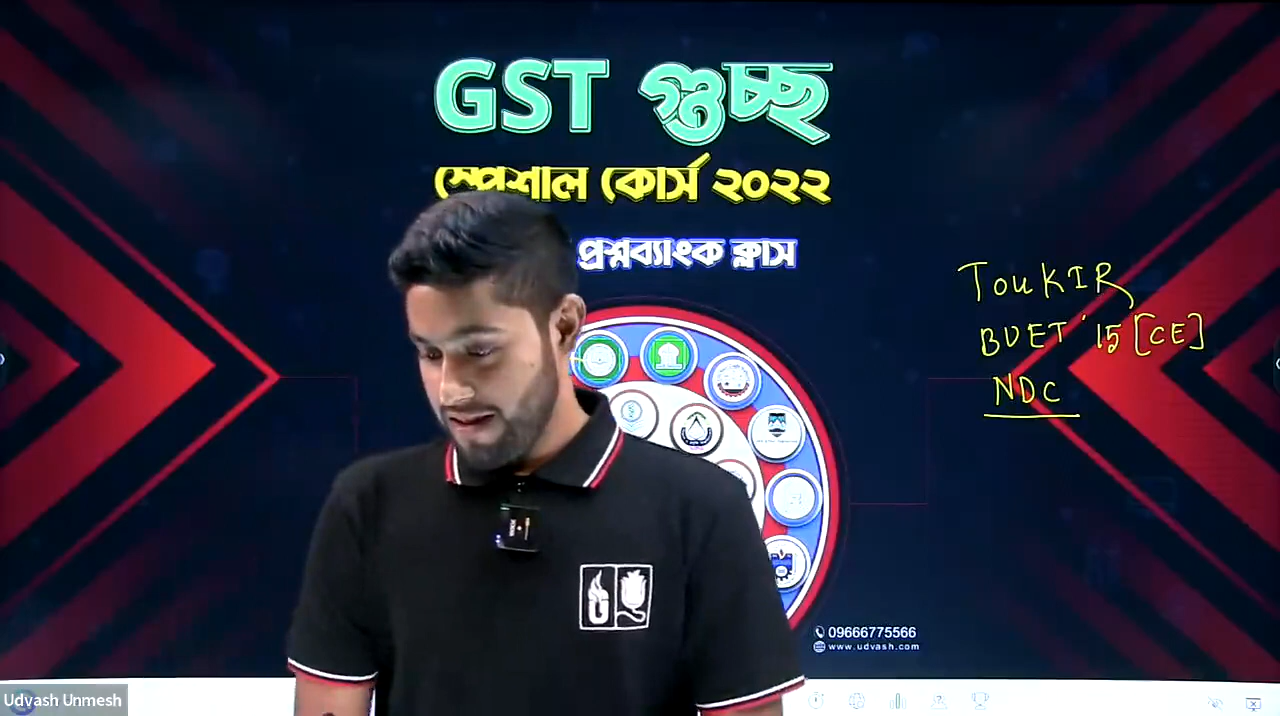 GST গুচ্ছ
স্পেশাল কোর্স ২০২২
প্রশ্নব্যাংক ক্লাস
TouKIR
BUET '15 [CE]
NDC
09666775566
www.udvash.com
Udvash Unmesh